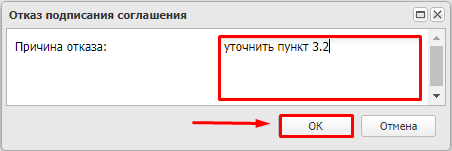 Отказ подписания соглашения
Причина отказа: уточнить пункт 3.2
ОК Отмена